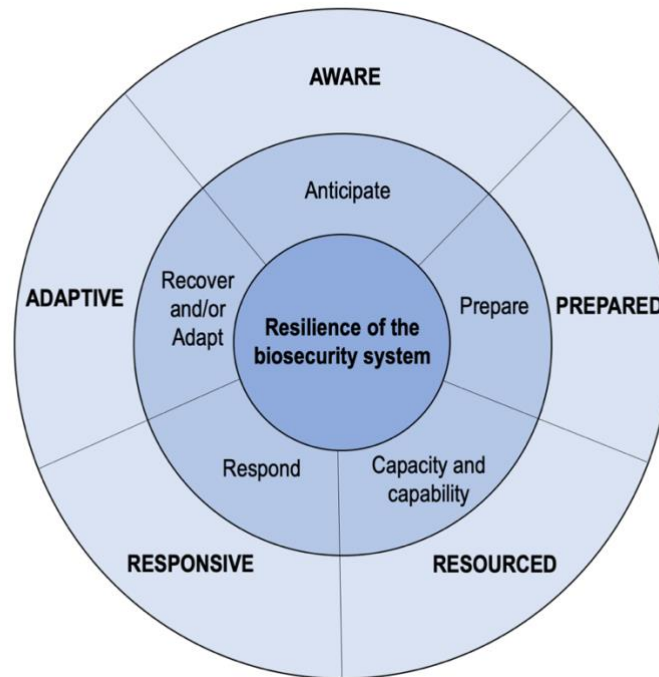 AWARE
Anticipate
ADAPTIVE
Recover
and/or
Adapt
Resilience of the
biosecurity system
Prepare
PREPARED
Respond
Capacity and
capability
RESPONSIVE
RESOURCED